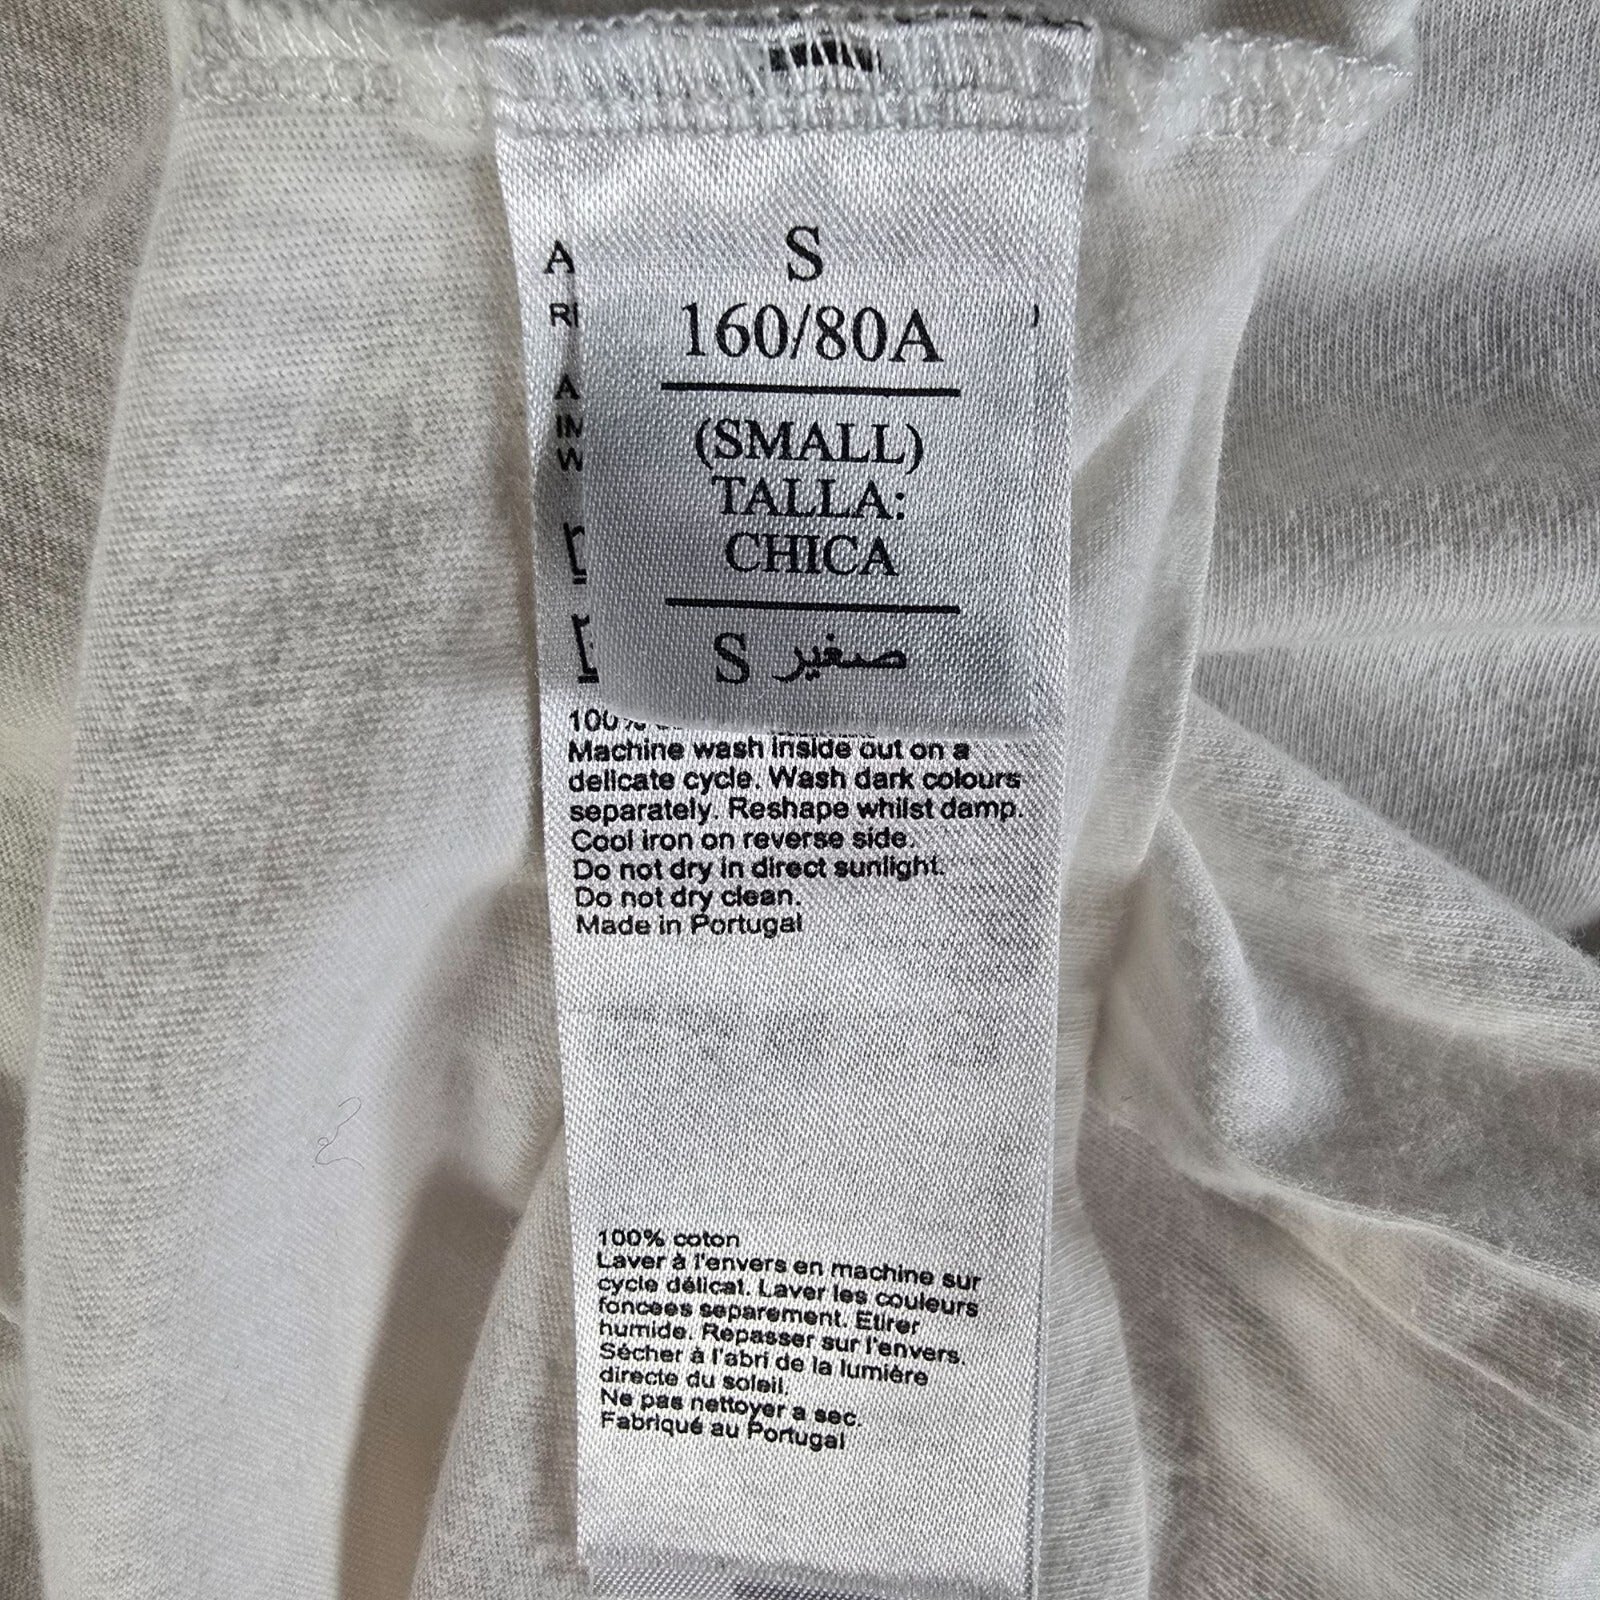 S
160/80A
(SMALL)
TALLA:
CHICA
S صغير
A
RI
A
IM
W
Machine wash inside out on a
delicate cycle. Wash dark colours
separately. Reshape whilst damp.
Cool iron on reverse side.
Do not dry in direct sunlight.
Do not dry clean.
Made in Portugal
100% coton
Laver à l'envers en machine sur
cycle délicat. Laver les couleurs
foncees separement. Etirer
humide. Repasser sur l'envers.
Sécher à l'abri de la lumière
directe du soleil.
Ne pas nettoyer a sec.
Fabriqué au Portugal